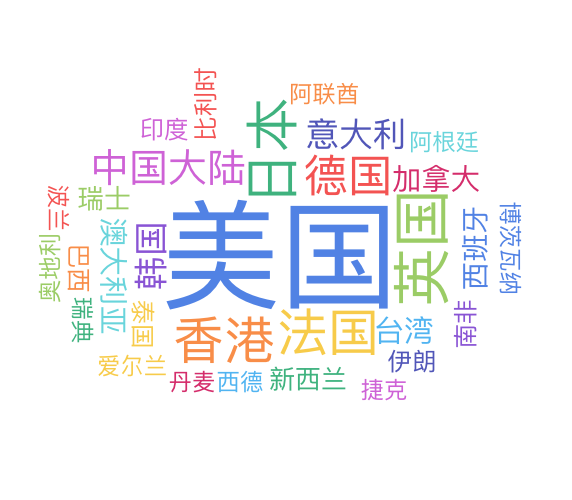 比利时
阿联酋
印度
日本
意大利
阿根廷
中国大陆
德国
加拿大
波兰
瑞士
美国
英国
西班牙
博茨瓦纳
奥地利
巴西
澳大利亚
韩国
瑞典
泰国
香港
法国
台湾
南非
伊朗
爱尔兰
丹麦
西德
新西兰
捷克